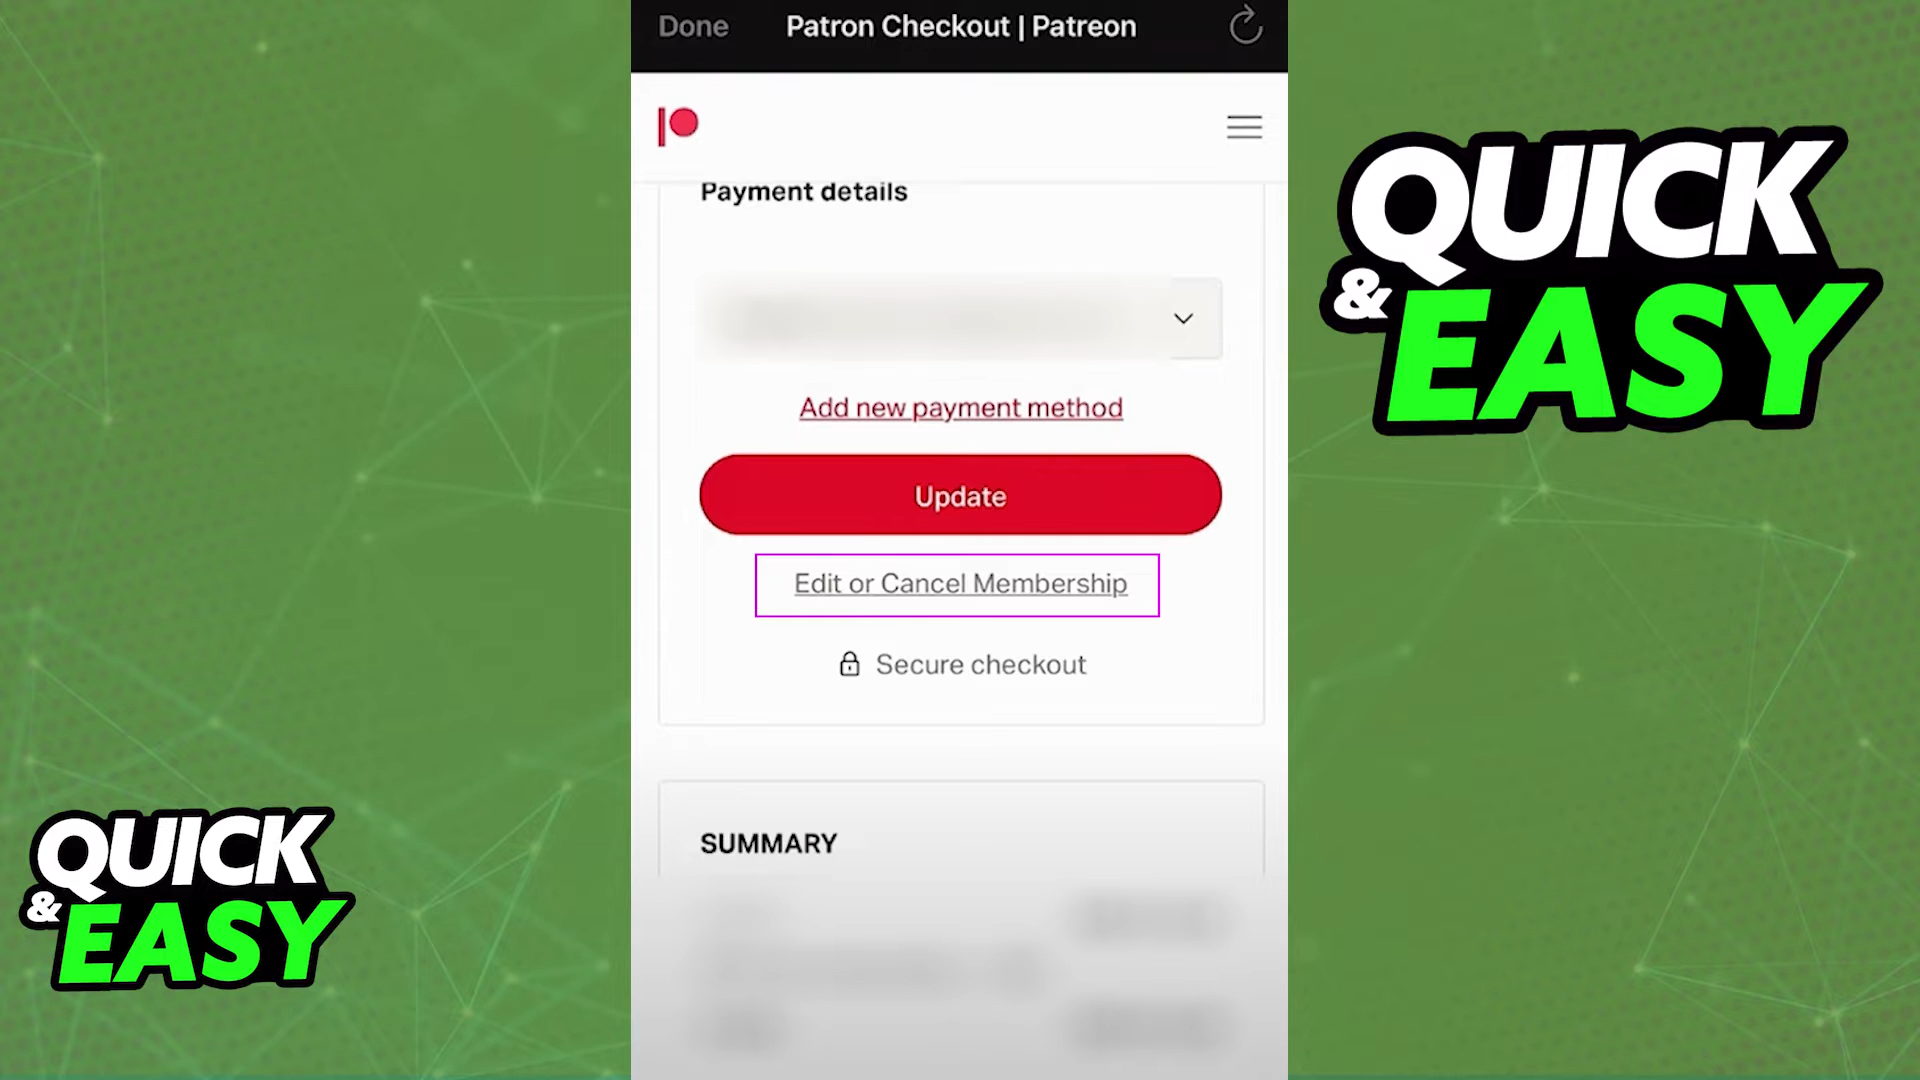 Done Patron Checkout | Patreon
Payment details
Add new payment method
Update
Edit or Cancel Membership
Secure checkout
SUMMARY
QUICK
& EASY
QUICK
& EASY